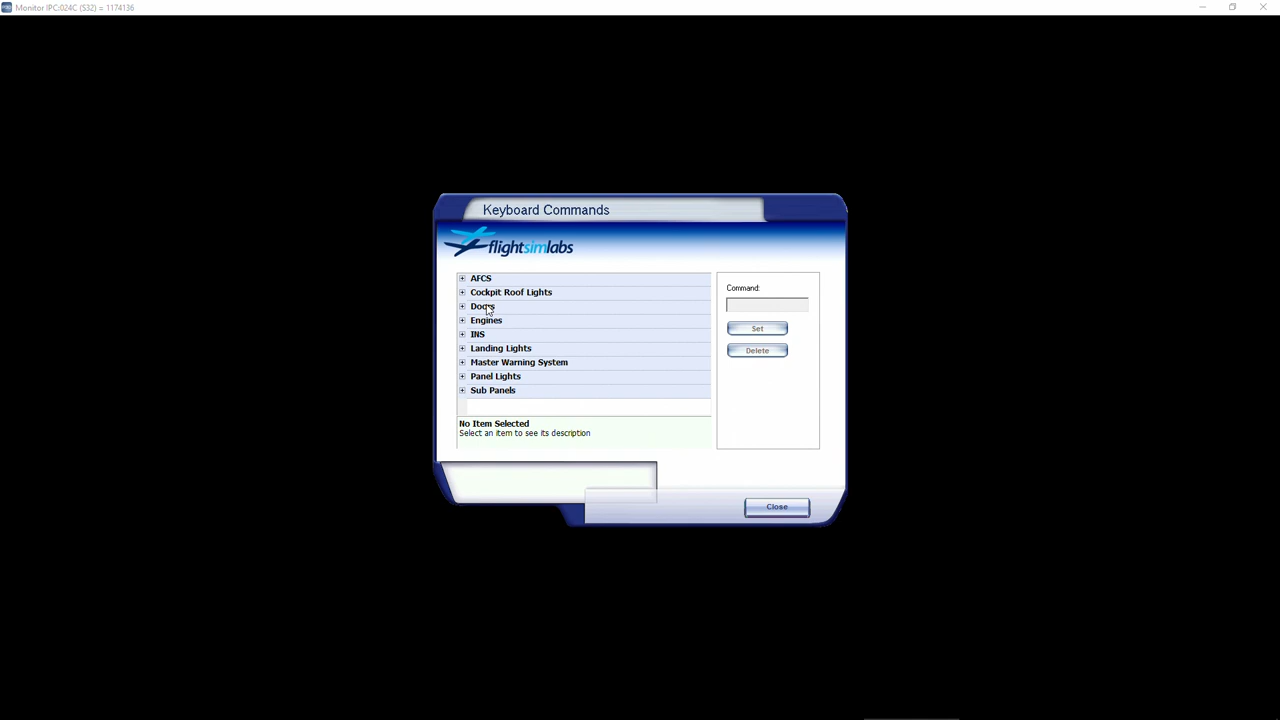 Monitor IPC:024C (S32) = 1174136
Keyboard Commands
flightsimlabs
AFCS
Cockpit Roof Lights
Doors
Engines
INS
Landing Lights
Master Warning System
Panel Lights
Sub Panels
No Item Selected
Select an item to see its description
Command:
Set
Delete
Close